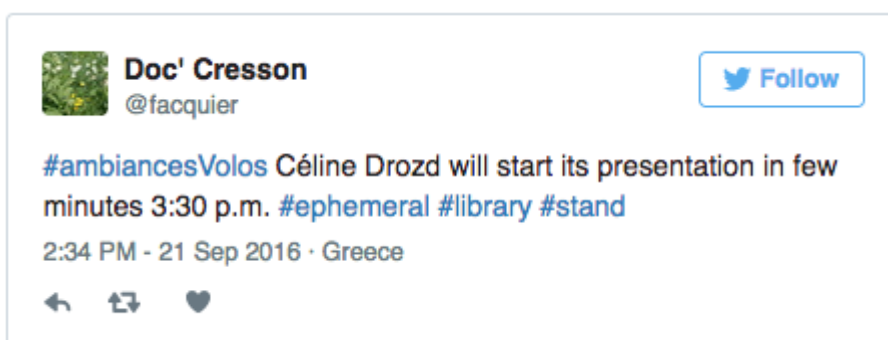 Doc' Cresson
Follow
@facquier
#ambiancesVolos Céline Drozd will start its presentation in few
minutes 3:30 p.m. #ephemeral #library #stand
2:34 PM - 21 Sep 2016 · Greece